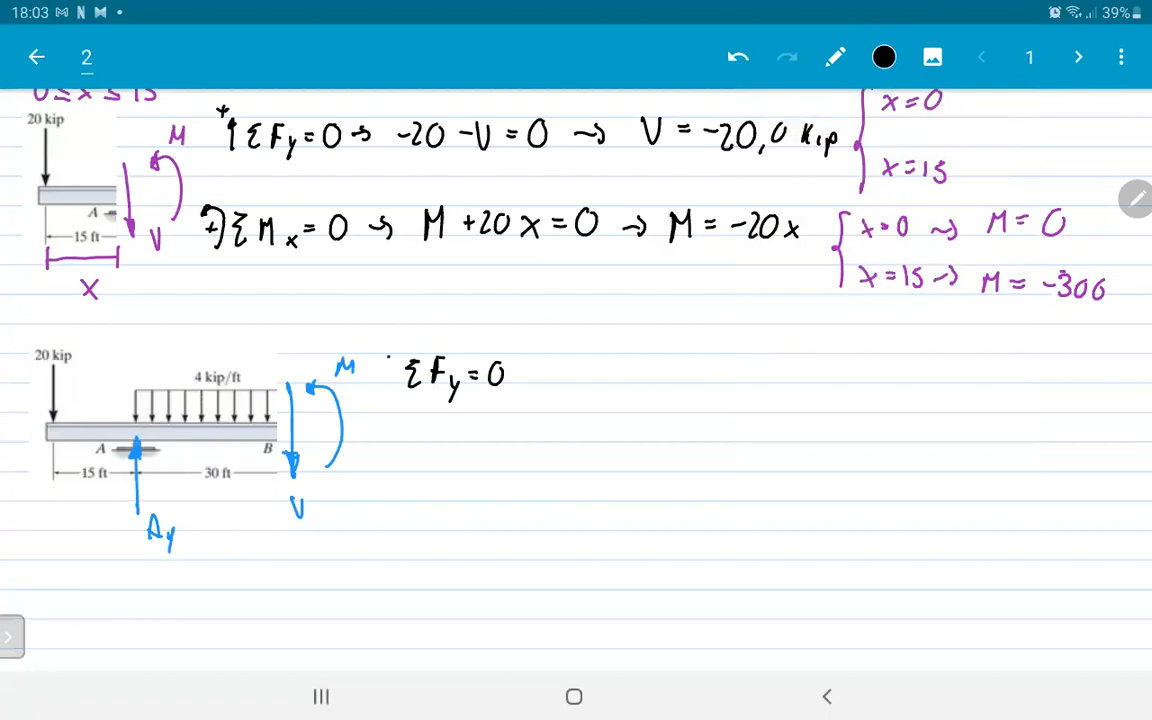 18:03
39%
2
1
0 ≤ x ≤ 15
20 kip
M
A
15 ft
V
x
+↑ΣFy = 0 → -20 - V = 0 → V = -20,0 Kip
x = 0
x = 15
+) ΣMx = 0 → M + 20x = 0 → M = -20x
x = 0 → M = 0
x = 15 → M = -300
20 kip
4 kip/ft
M
A
B
15 ft
30 ft
V
Ay
ΣFy = 0